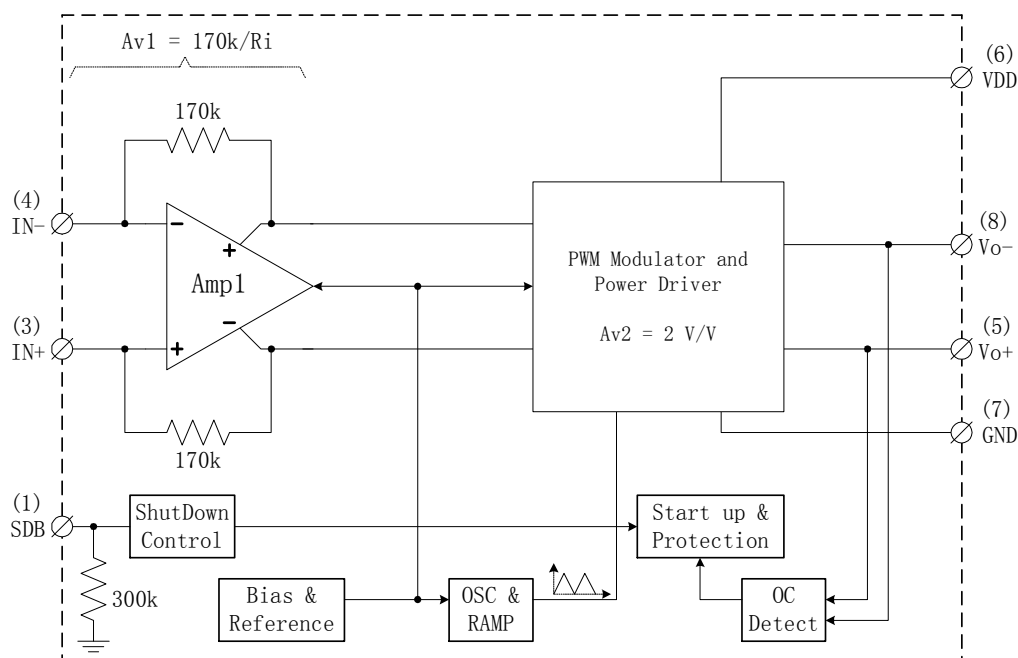 Av1 = 170k/Ri
(6)
VDD
170k
(4)
IN-
(8)
Vo-
PWM Modulator and
Power Driver
Av2 = 2 V/V
Amp1
(3)
IN+
(5)
Vo+
(7)
GND
170k
(1)
SDB
ShutDown
Control
Start up &
Protection
300k
Bias &
Reference
OSC &
RAMP
OC
Detect